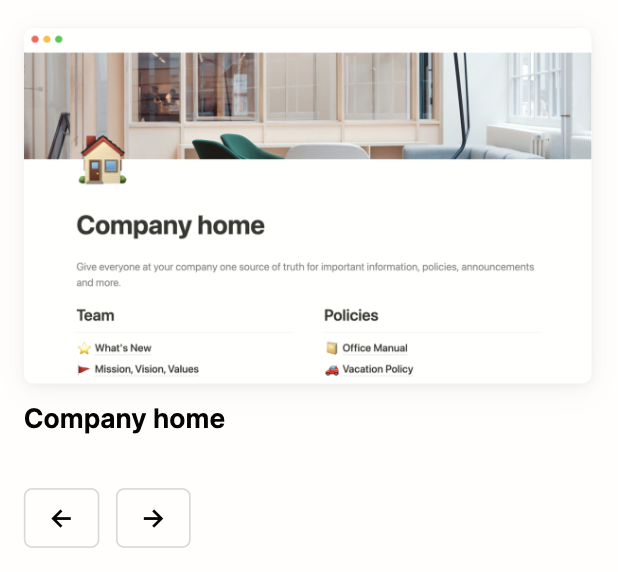 Company home
Give everyone at your company one source of truth for important information, policies, announcements
and more.
Team
What's New
Mission, Vision, Values
Policies
Office Manual
Vacation Policy
Company home